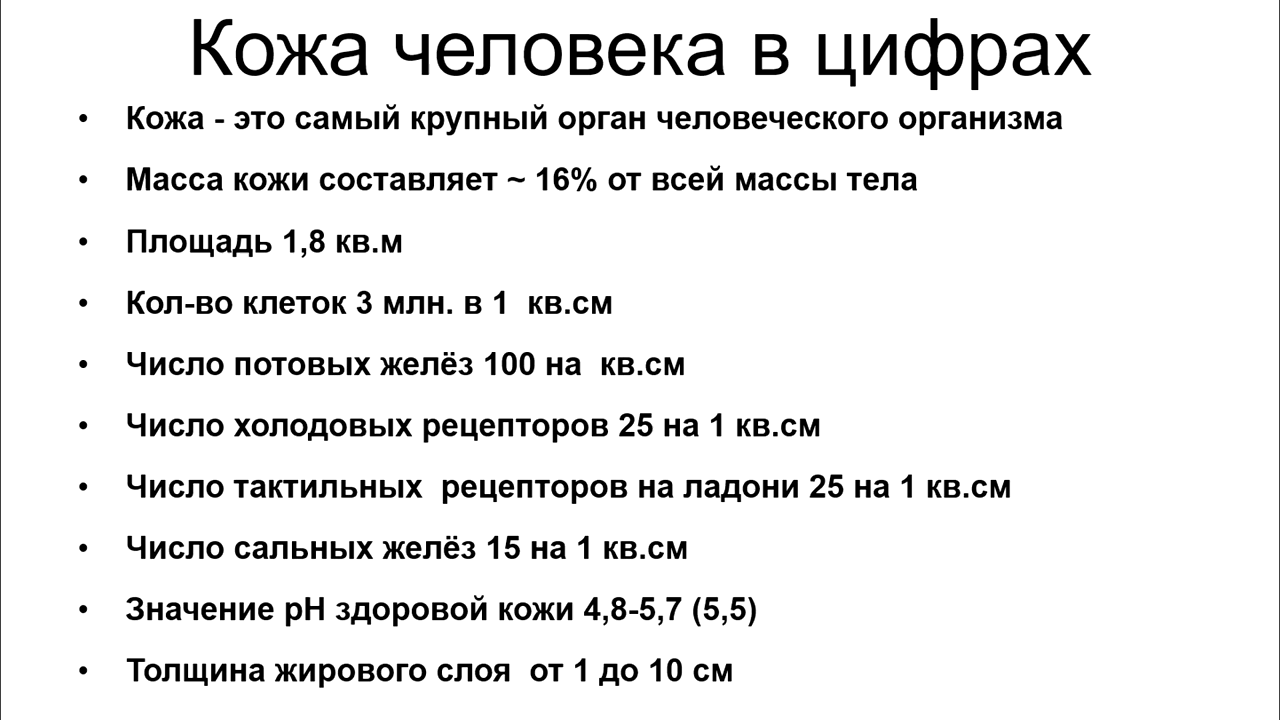 Кожа человека в цифрах
• Кожа - это самый крупный орган человеческого организма
• Масса кожи составляет ~ 16% от всей массы тела
• Площадь 1,8 кв.м
• Кол-во клеток 3 млн. в 1  кв.см
• Число потовых желёз 100 на  кв.см
• Число холодовых рецепторов 25 на 1 кв.см
• Число тактильных  рецепторов на ладони 25 на 1 кв.см
• Число сальных желёз 15 на 1 кв.см
• Значение pH здоровой кожи 4,8-5,7 (5,5)
• Толщина жирового слоя  от 1 до 10 см